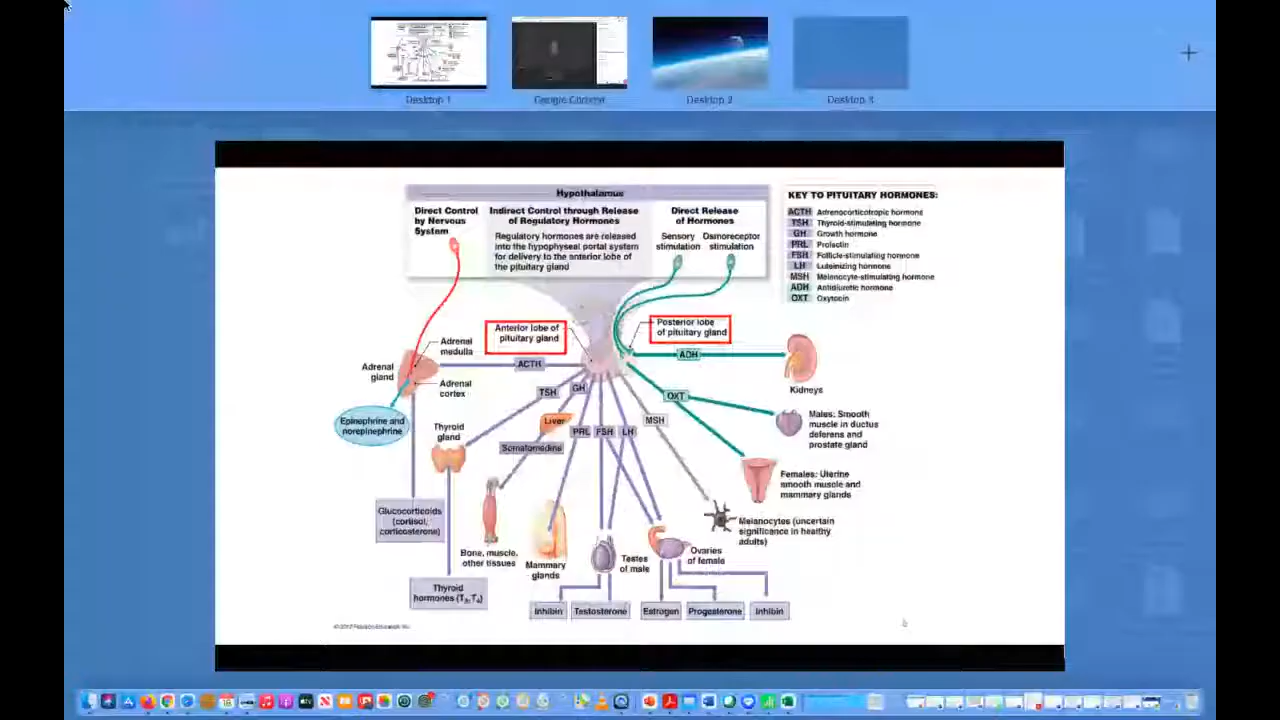 Desktop 1
Google Chrome
Desktop 2
Desktop 3
Hypothalamus
Direct Control
by Nervous
System
Indirect Control through Release
of Regulatory Hormones
Regulatory hormones are released
into the hypophyseal portal system
for delivery to the anterior lobe of
the pituitary gland
Direct Release
of Hormones
Sensory
stimulation
Osmoreceptor
stimulation
KEY TO PITUITARY HORMONES:
ACTH Adrenocorticotropic hormone
TSH Thyroid-stimulating hormone
GH Growth hormone
PRL Prolactin
FSH Follicle-stimulating hormone
LH Luteinizing hormone
MSH Melanocyte-stimulating hormone
ADH Antidiuretic hormone
OXT Oxytocin
Anterior lobe of
pituitary gland
Posterior lobe
of pituitary gland
Adrenal
medulla
Adrenal
gland
Adrenal
cortex
ACTH
ADH
Kidneys
Epinephrine and
norepinephrine
TSH
GH
OXT
Liver
MSH
Males: Smooth
muscle in ductus
deferens and
prostate gland
Thyroid
gland
PRL
FSH
LH
Somatomedins
Females: Uterine
smooth muscle and
mammary glands
Glucocorticoids
(cortisol,
corticosterone)
Melanocytes (uncertain
significance in healthy
adults)
Bone, muscle,
other tissues
Mammary
glands
Testes
of male
Ovaries
of female
Thyroid
hormones (T3, T4)
Inhibin
Testosterone
Estrogen
Progesterone
Inhibin